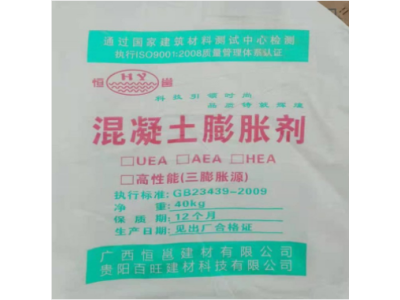 通过国家建筑材料测试中心检测
执行ISO9001:2008质量管理体系认证
恒 HY 邕
混凝土膨胀剂
□UEA □AEA □HEA
□高性能(三膨胀源)
执行标准: GB23439-2009
净 重: 40kg
保 质 期: 12个月
生产日期: 见出厂合格证
广西恒邕建材有限公司
贵阳百旺建材科技有限公司